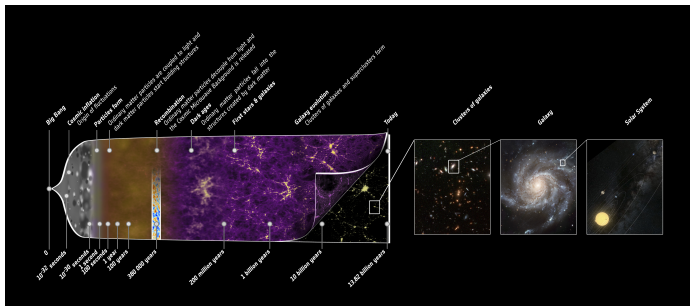 Big Bang
Cosmic inflation
Origin of fluctuations
Particles form
Ordinary matter particles are coupled to light and
dark matter particles start building structures
Recombination
Ordinary matter particles decouple from light and
the Cosmic Microwave Background is released
Dark ages
Ordinary matter particles fall into the
structures created by dark matter
First stars & galaxies
Galaxy evolution
Clusters of galaxies and superclusters form
Today
Clusters of galaxies
Galaxy
Solar System
0
10⁻³² seconds
10⁻³⁰ seconds
1 second
100 seconds
1 year
100 years
380 000 years
200 million years
1 billion years
10 billion years
13.82 billion years